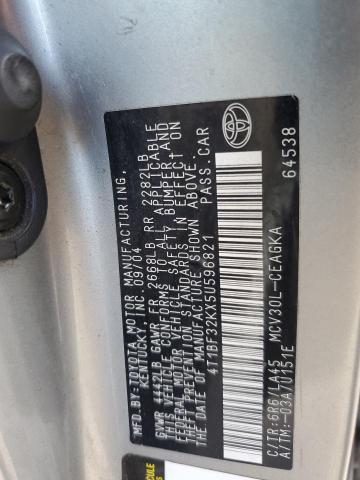 MFD.BY:TOYOTA MOTOR MANUFACTURING,
KENTUCKY, INC. 09/04
GVWR 4442LB GAWR FR 2668LB RR 2282LB
THIS VEHICLE CONFORMS TO ALL APPLICABLE
FEDERAL MOTOR VEHICLE SAFETY, BUMPER, AND
THEFT PREVENTION STANDARDS IN EFFECT ON
THE DATE OF MANUFACTURE SHOWN ABOVE.
4T1BF32KX5U596821 PASS.CAR
C/TR:6R6/LA45 MCV30L-CEAGKA
A/TM:-03A/U151E 64538